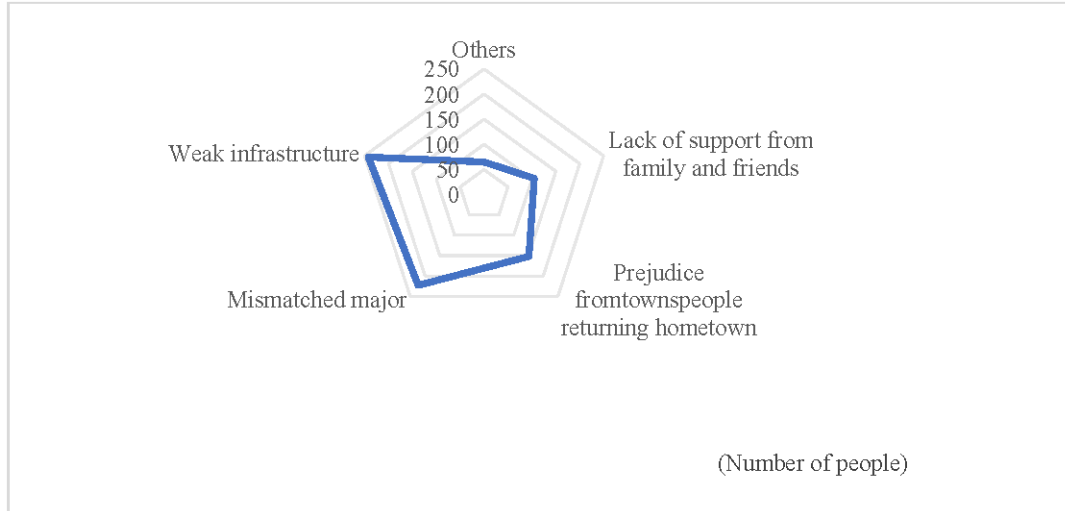 Others
250
200
150
100
50
0
Weak infrastructure
Lack of support from
family and friends
Mismatched major
Prejudice
fromtownspeople
returning hometown
(Number of people)